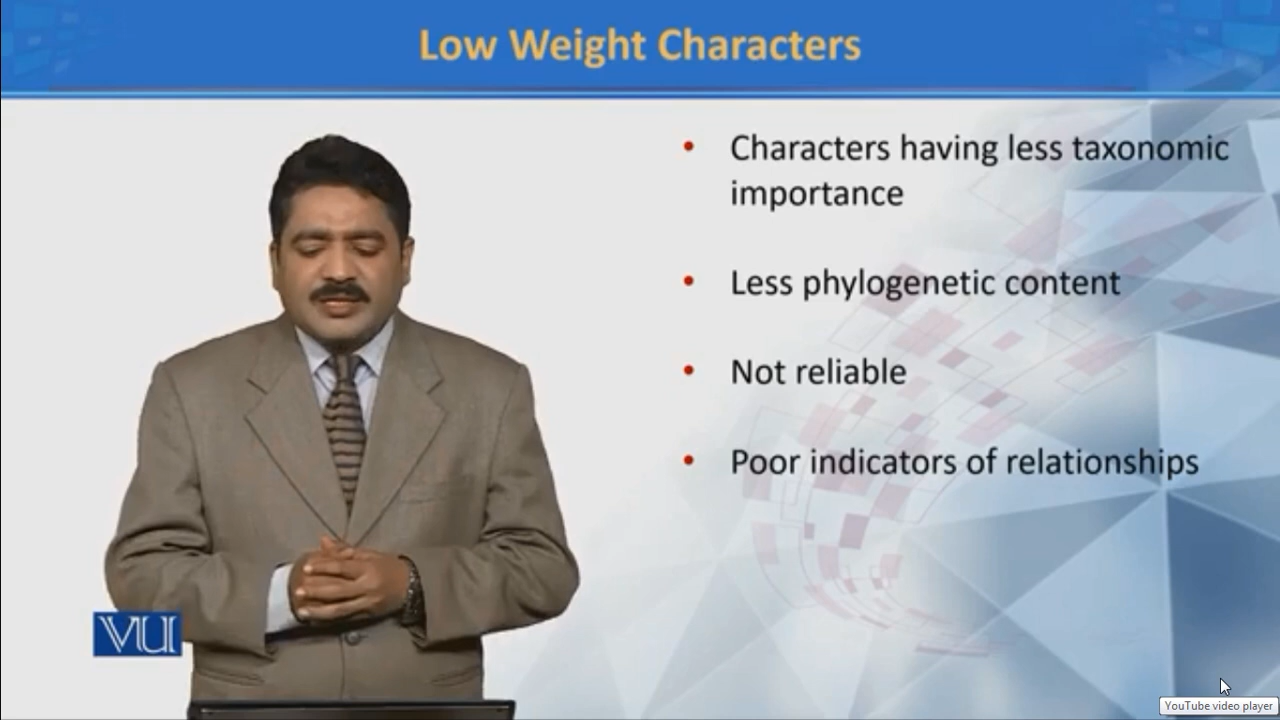 Low Weight Characters
• Characters having less taxonomic
importance
• Less phylogenetic content
• Not reliable
• Poor indicators of relationships
VU
YouTube video player